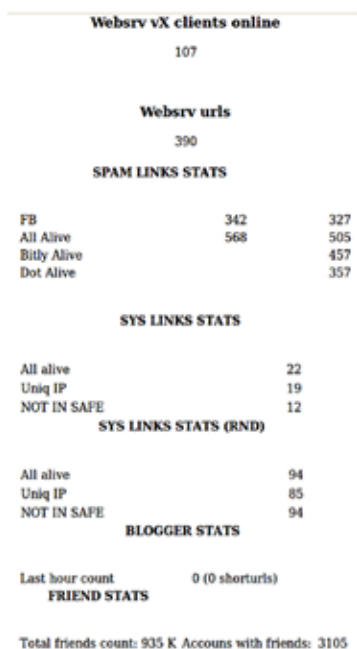 Websrv vX clients online
107
Websrv urls
390
SPAM LINKS STATS
FB 342 327
All Alive 568 505
Bitly Alive 457
Dot Alive 357
SYS LINKS STATS
All alive 22
Uniq IP 19
NOT IN SAFE 12
SYS LINKS STATS (RND)
All alive 94
Uniq IP 85
NOT IN SAFE 94
BLOGGER STATS
Last hour count 0 (0 shorturls)
FRIEND STATS
Total friends count: 935 K Accouns with friends: 3105